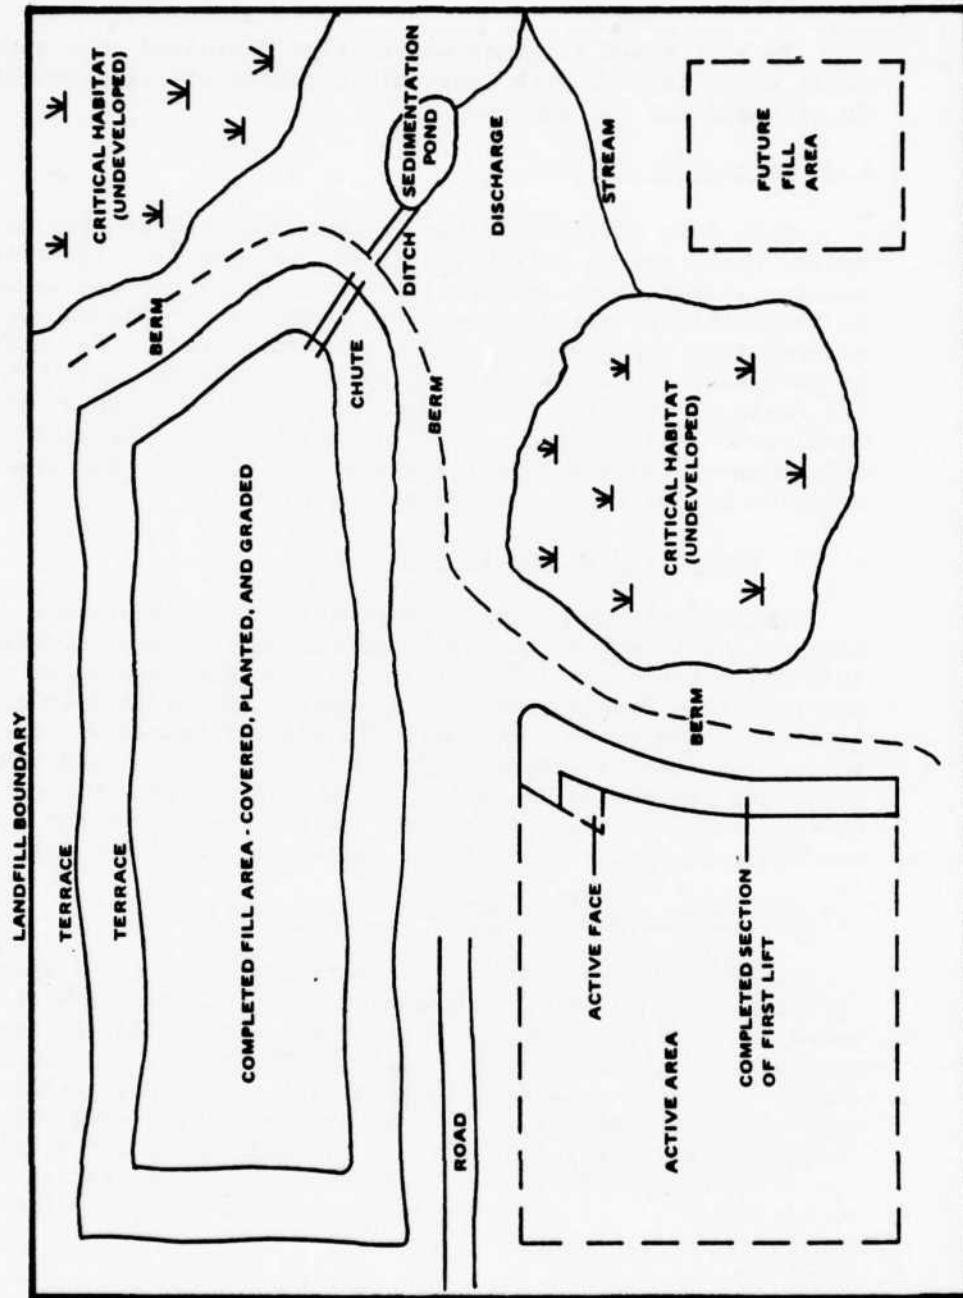 LANDFILL BOUNDARY
TERRACE
TERRACE
COMPLETED FILL AREA - COVERED, PLANTED, AND GRADED
BERM
CRITICAL HABITAT
(UNDEVELOPED)
CHUTE
DITCH
SEDIMENTATION
POND
BERM
DISCHARGE
STREAM
ROAD
ACTIVE FACE
ACTIVE AREA
COMPLETED SECTION
OF FIRST LIFT
BERM
CRITICAL HABITAT
(UNDEVELOPED)
FUTURE
FILL
AREA